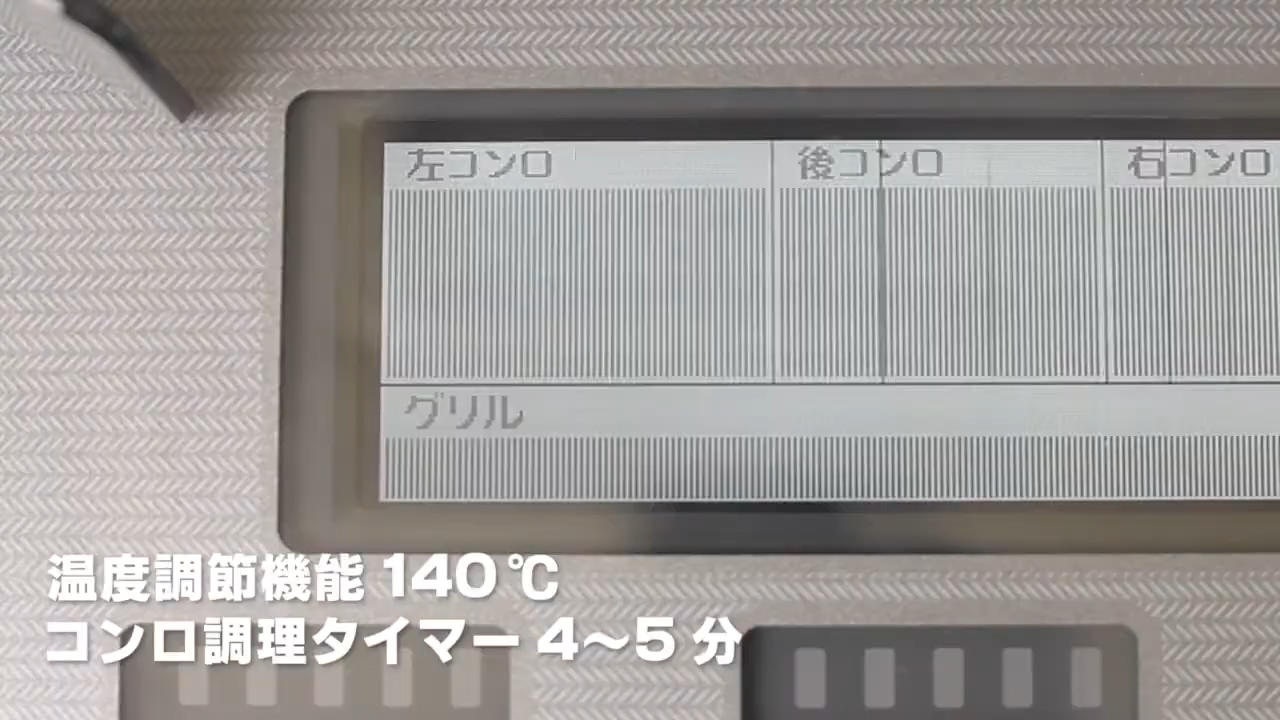 左コンロ
後コンロ
右コンロ
グリル
温度調節機能 140℃
コンロ調理タイマー 4～5 分